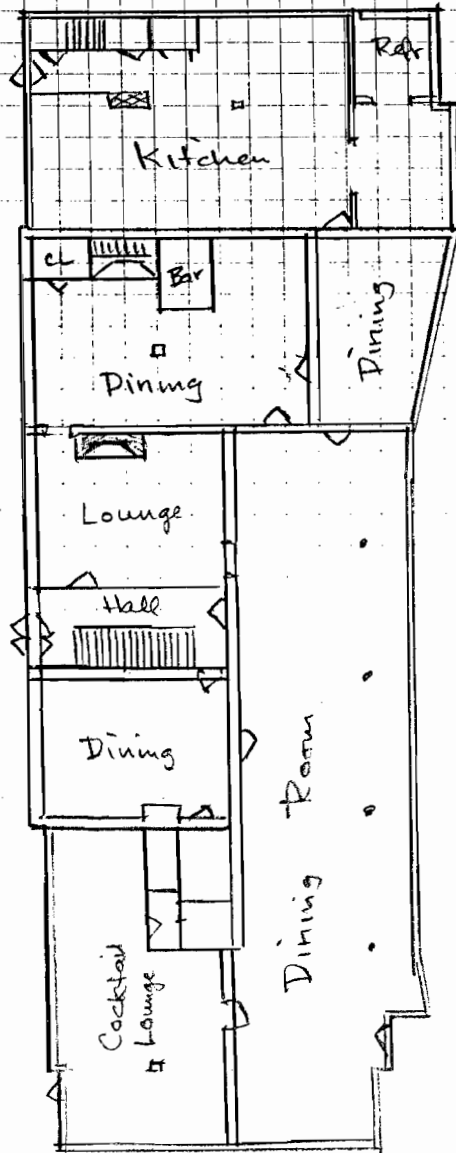 Refr
Kitchen
CL
Bar
Dining
Dining
Lounge
Hall
Dining
Dining Room
Cocktail
Lounge